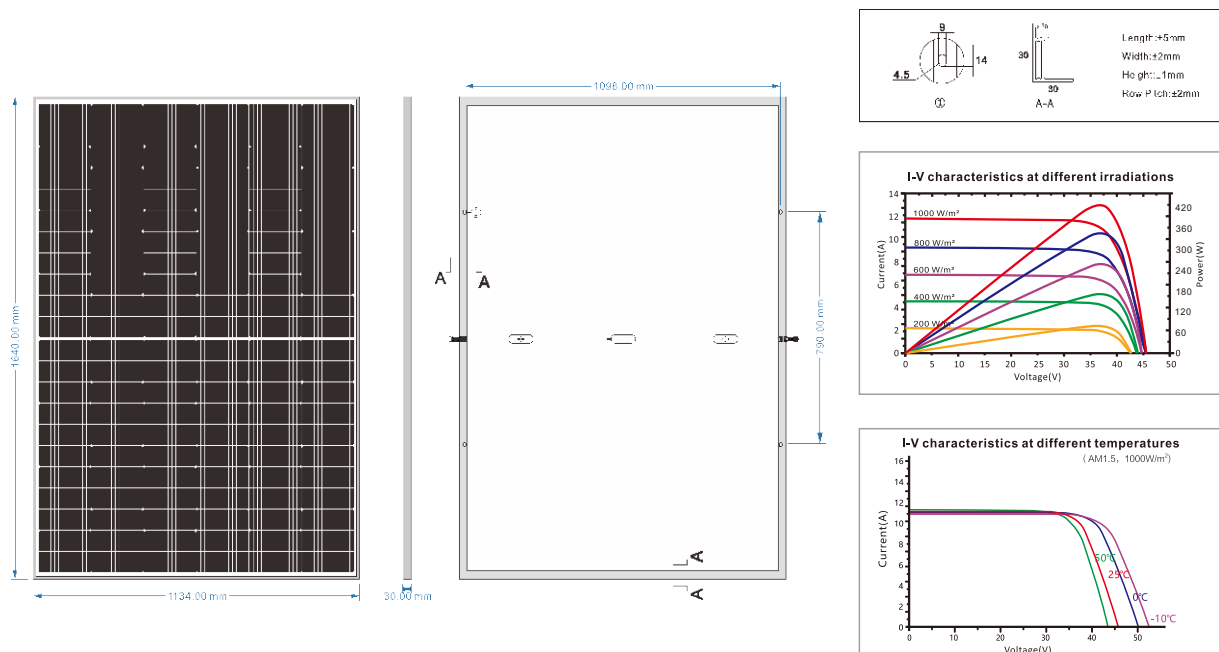 1640.00 mm
1134.00 mm
30.00 mm
1098.00 mm
790.00 mm
A
A
A
A
9
14
4.5
30
30
A-A
Length:±5mm
Width:±2mm
Row Pitch:±2mm
I-V characteristics at different irradiations
Current(A)
Power(W)
14
12
10
8
6
4
2
0
1000 W/m²
800 W/m²
600 W/m²
400 W/m²
200 W/m²
420
360
300
240
180
120
60
0
0 5 10 15 20 25 30 35 40 45 50
Voltage(V)
I-V characteristics at different temperatures
(AM1.5, 1000W/m²)
Current(A)
16
14
12
10
8
6
4
2
0
25℃
0℃
-10℃
0 10 20 30 40 50
Voltage(V)